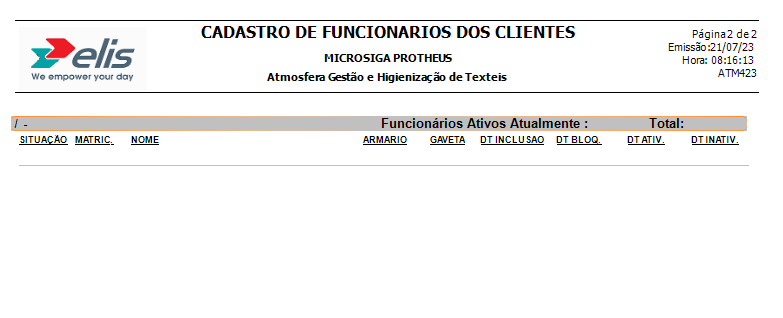 elis
We empower your day
CADASTRO DE FUNCIONARIOS DOS CLIENTES
MICROSIGA PROTHEUS
Atmosfera Gestão e Higienização de Texteis
Página 2 de 2
Emissão:21/07/23
Hora: 08:16:13
ATM423
/ - Funcionários Ativos Atualmente : Total:
SITUAÇÃO MATRIC. NOME ARMARIO GAVETA DT INCLUSAO DT BLOQ. DT ATIV. DT INATIV.